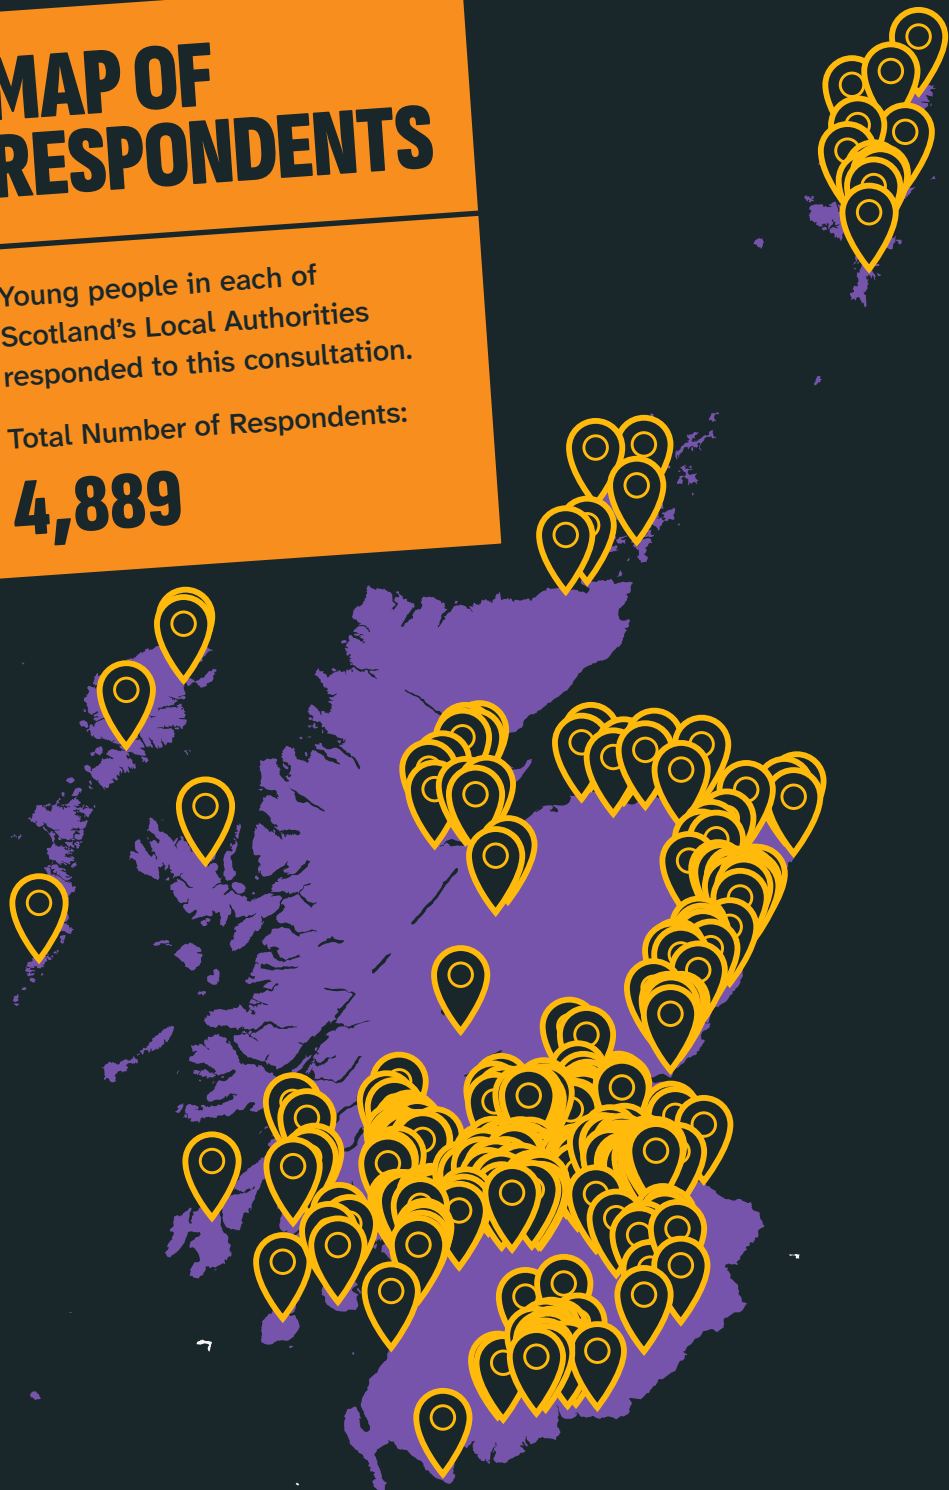 MAP OF
RESPONDENTS
Young people in each of
Scotland’s Local Authorities
responded to this consultation.
Total Number of Respondents:
4,889